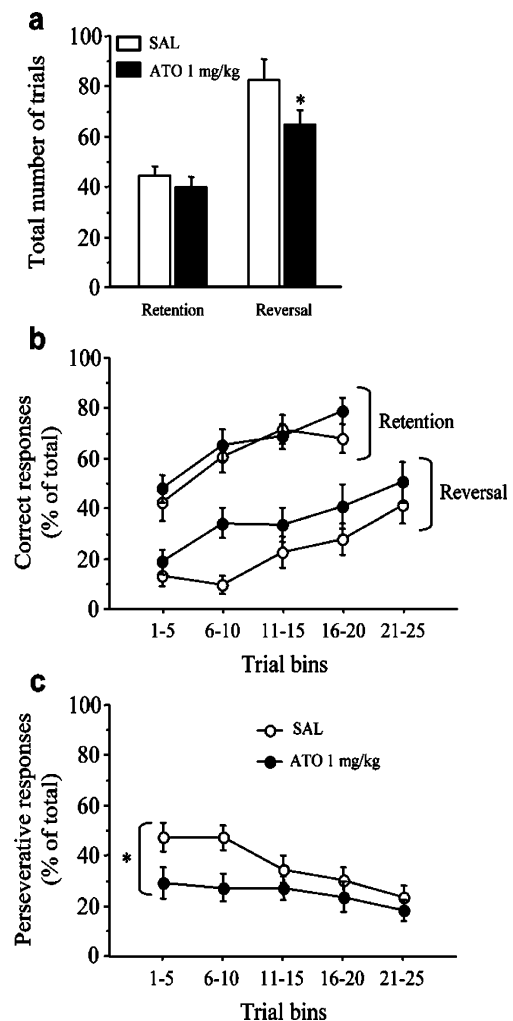 a
SAL
ATO 1 mg/kg
Total number of trials
100
80
60
40
20
0
*
Retention
Reversal
b
Correct responses
(% of total)
100
80
60
40
20
0
Retention
Reversal
1-5 6-10 11-15 16-20 21-25
Trial bins
c
Perseverative responses
(% of total)
100
80
60
40
20
0
SAL
ATO 1 mg/kg
*
1-5 6-10 11-15 16-20 21-25
Trial bins